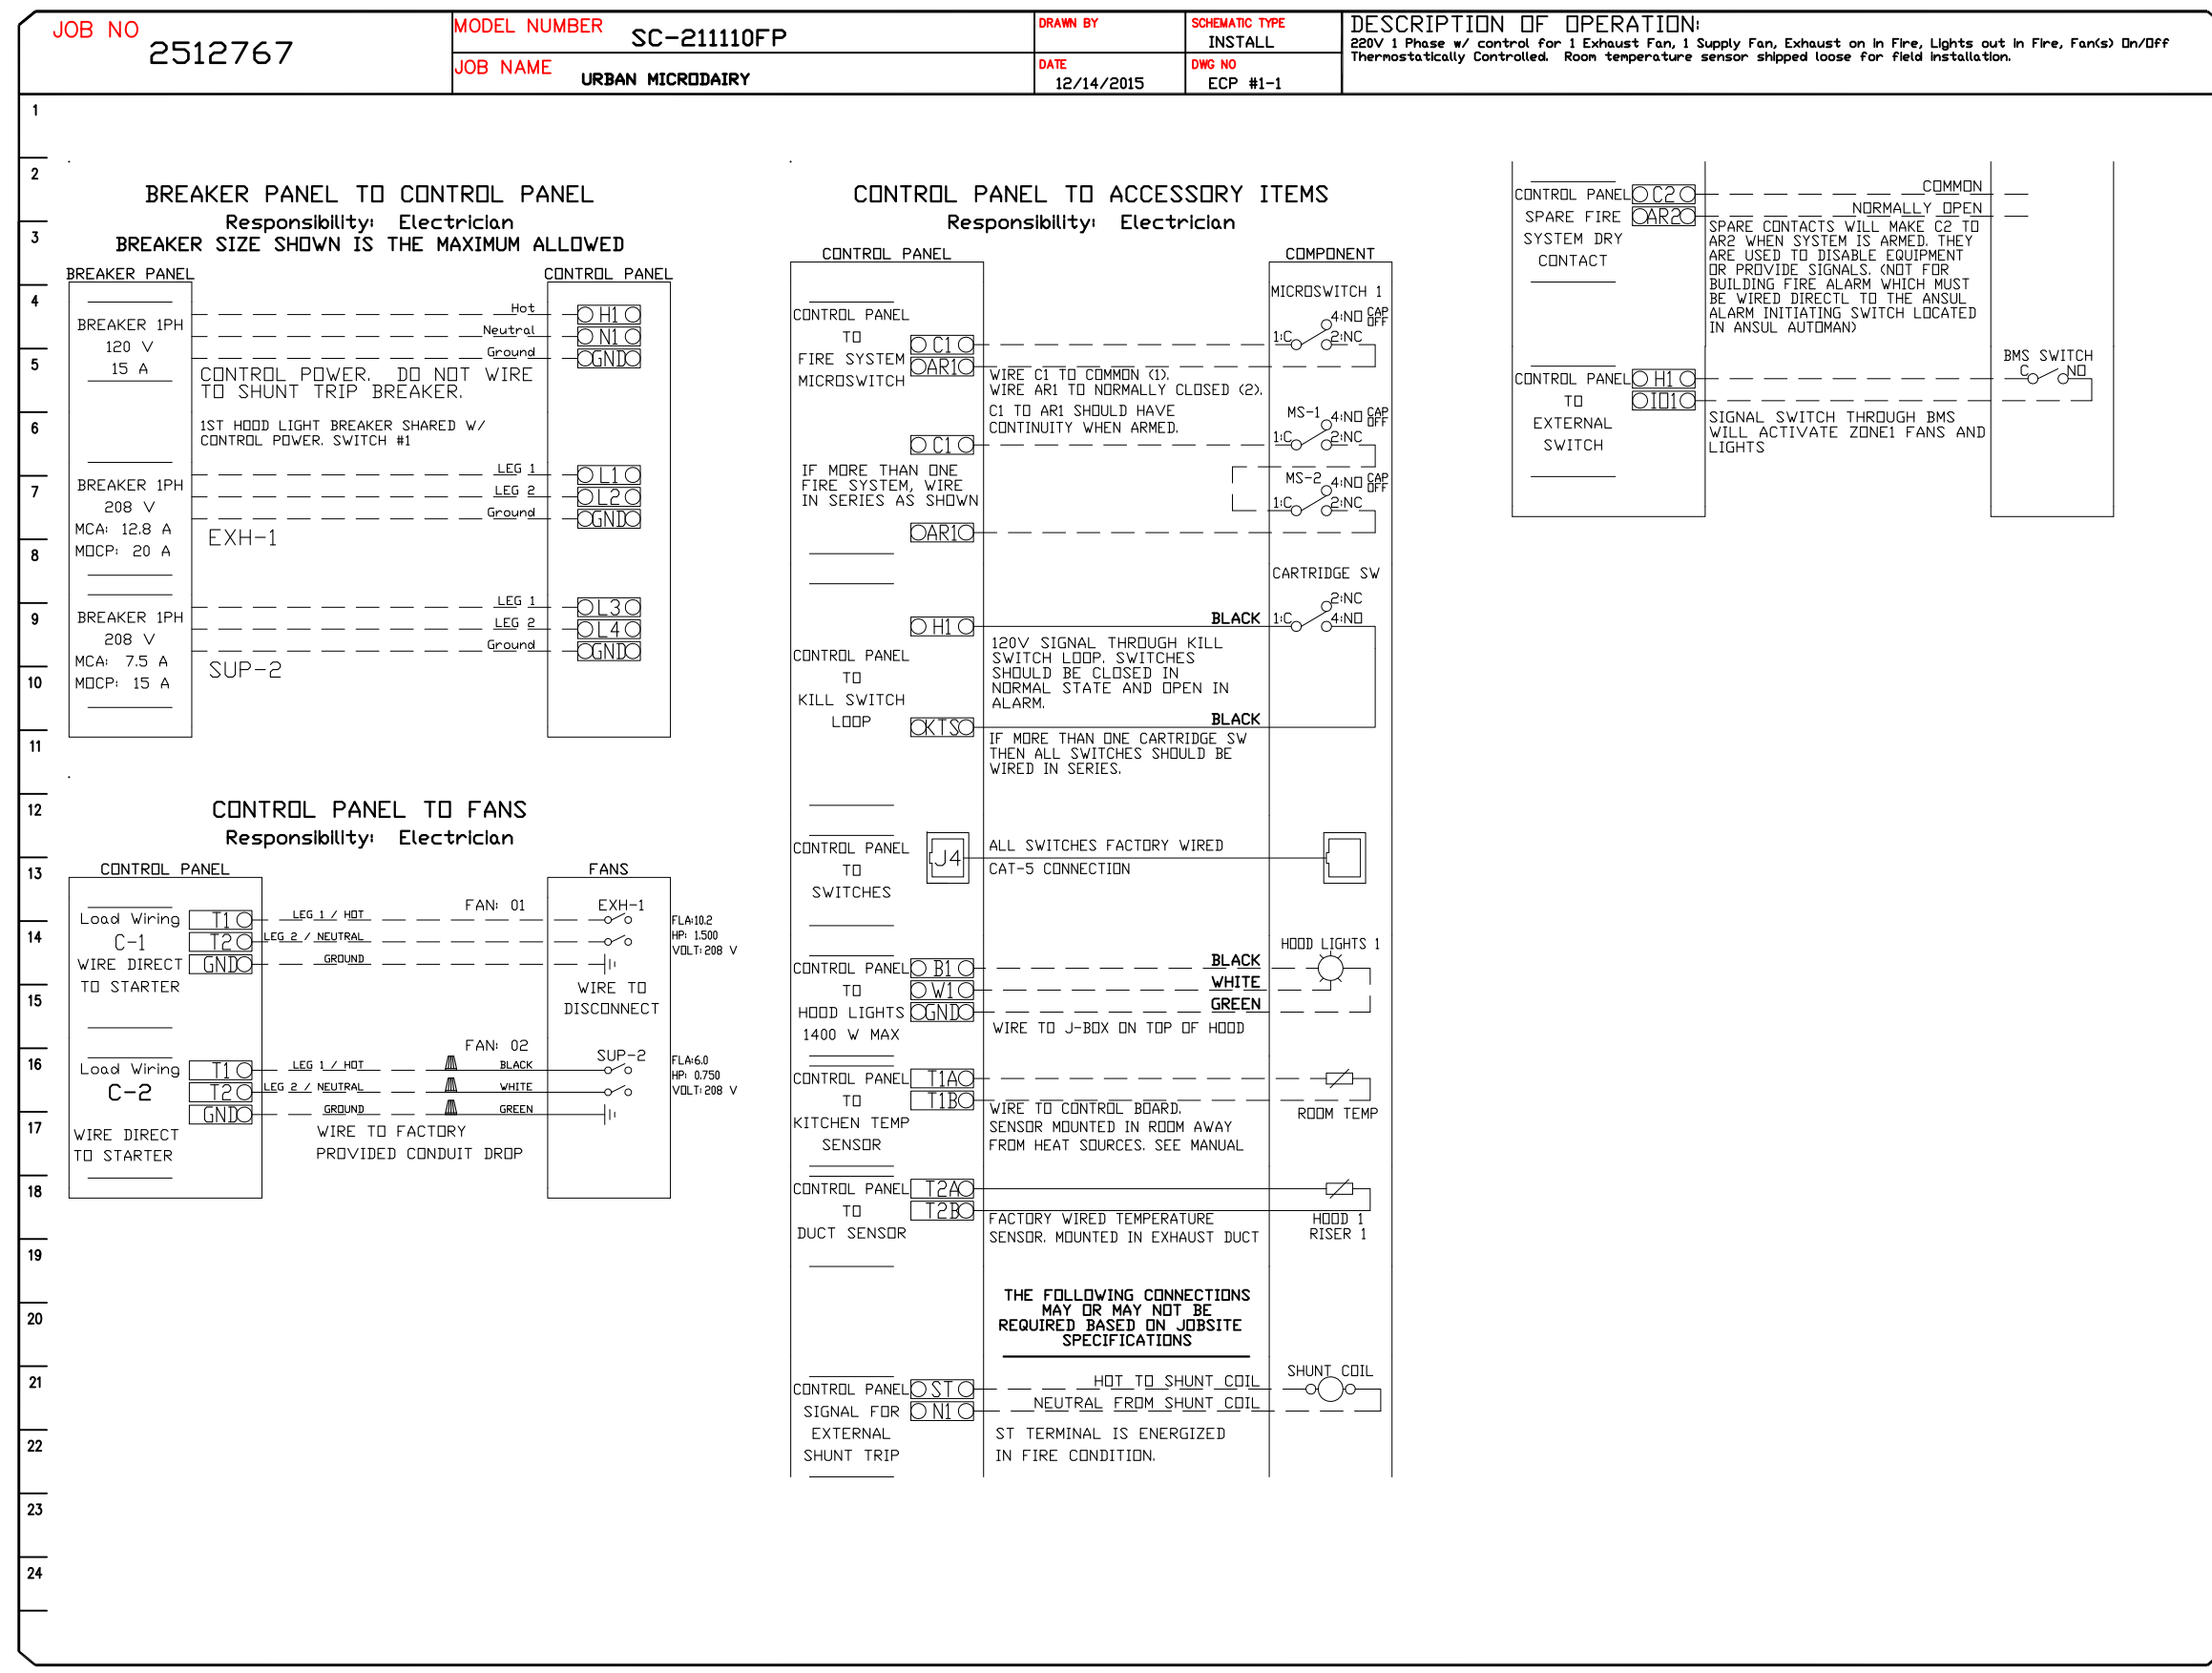 JOB NO
2512767
MODEL NUMBER SC-211110FP
JOB NAME
URBAN MICRODAIRY
DRAWN BY
DATE
12/14/2015
SCHEMATIC TYPE
INSTALL
DWG NO
ECP #1-1
DESCRIPTION OF OPERATION:
220V 1 Phase w/ control for 1 Exhaust Fan, 1 Supply Fan, Exhaust on in Fire, Lights out in Fire, Fan(s) On/Off
Thermostatically Controlled. Room temperature sensor shipped loose for field installation.
1
2
3
4
5
6
7
8
9
10
11
12
13
14
15
16
17
18
19
20
21
22
23
24
BREAKER PANEL TO CONTROL PANEL
Responsibility: Electrician
BREAKER SIZE SHOWN IS THE MAXIMUM ALLOWED
BREAKER PANEL
CONTROL PANEL
BREAKER 1PH
120 V
15 A
Hot
H1
Neutral
N1
Ground
GND
CONTROL POWER. DO NOT WIRE
TO SHUNT TRIP BREAKER.
1ST HOOD LIGHT BREAKER SHARED W/
CONTROL POWER. SWITCH #1
BREAKER 1PH
208 V
MCA: 12.8 A
MOCP: 20 A
LEG 1
L1
LEG 2
L2
Ground
GND
EXH-1
BREAKER 1PH
208 V
MCA: 7.5 A
MOCP: 15 A
LEG 1
L3
LEG 2
L4
Ground
GND
SUP-2
CONTROL PANEL TO FANS
Responsibility: Electrician
CONTROL PANEL
FANS
Load Wiring
C-1
WIRE DIRECT
TO STARTER
T1
T2
GND
LEG 1 / HOT
LEG 2 / NEUTRAL
GROUND
FAN: 01
EXH-1
WIRE TO
DISCONNECT
FLA:10.2
HP: 1.500
VOLT: 208 V
Load Wiring
C-2
WIRE DIRECT
TO STARTER
T1
T2
GND
LEG 1 / HOT
LEG 2 / NEUTRAL
GROUND
FAN: 02
BLACK
WHITE
GREEN
WIRE TO FACTORY
PROVIDED CONDUIT DROP
SUP-2
FLA:6.0
HP: 0.750
VOLT: 208 V
CONTROL PANEL TO ACCESSORY ITEMS
Responsibility: Electrician
CONTROL PANEL
COMPONENT
CONTROL PANEL
TO
FIRE SYSTEM
MICROSWITCH
C1
AR1
MICROSWITCH 1
4:NO CAP OFF
1:C
2:NC
WIRE C1 TO COMMON (1).
WIRE AR1 TO NORMALLY CLOSED (2).
C1 TO AR1 SHOULD HAVE
CONTINUITY WHEN ARMED.
C1
MS-1
4:NO CAP OFF
1:C
2:NC
IF MORE THAN ONE
FIRE SYSTEM, WIRE
IN SERIES AS SHOWN
MS-2
4:NO CAP OFF
1:C
2:NC
AR1
CARTRIDGE SW
2:NC
1:C
4:NO
H1
BLACK
CONTROL PANEL
TO
KILL SWITCH
LOOP
120V SIGNAL THROUGH KILL
SWITCH LOOP. SWITCHES
SHOULD BE CLOSED IN
NORMAL STATE AND OPEN IN
ALARM.
KTS
BLACK
IF MORE THAN ONE CARTRIDGE SW
THEN ALL SWITCHES SHOULD BE
WIRED IN SERIES.
CONTROL PANEL
TO
SWITCHES
J4
ALL SWITCHES FACTORY WIRED
CAT-5 CONNECTION
CONTROL PANEL
TO
HOOD LIGHTS
1400 W MAX
B1
W1
GND
BLACK
WHITE
GREEN
WIRE TO J-BOX ON TOP OF HOOD
HOOD LIGHTS 1
CONTROL PANEL
TO
KITCHEN TEMP
SENSOR
T1A
T1B
WIRE TO CONTROL BOARD.
SENSOR MOUNTED IN ROOM AWAY
FROM HEAT SOURCES. SEE MANUAL
ROOM TEMP
CONTROL PANEL
TO
DUCT SENSOR
T2A
T2B
FACTORY WIRED TEMPERATURE
SENSOR. MOUNTED IN EXHAUST DUCT
HOOD 1
RISER 1
THE FOLLOWING CONNECTIONS
MAY OR MAY NOT BE
REQUIRED BASED ON JOBSITE
SPECIFICATIONS
CONTROL PANEL
SIGNAL FOR
EXTERNAL
SHUNT TRIP
ST
N1
HOT TO SHUNT COIL
NEUTRAL FROM SHUNT COIL
ST TERMINAL IS ENERGIZED
IN FIRE CONDITION.
SHUNT COIL
CONTROL PANEL
SPARE FIRE
SYSTEM DRY
CONTACT
C2
AR2
COMMON
NORMALLY OPEN
SPARE CONTACTS WILL MAKE C2 TO
AR2 WHEN SYSTEM IS ARMED. THEY
ARE USED TO DISABLE EQUIPMENT
OR PROVIDE SIGNALS. (NOT FOR
BUILDING FIRE ALARM WHICH MUST
BE WIRED DIRECTL TO THE ANSUL
ALARM INITIATING SWITCH LOCATED
IN ANSUL AUTOMAN)
CONTROL PANEL
TO
EXTERNAL
SWITCH
H1
IO1
BMS SWITCH
C
NO
SIGNAL SWITCH THROUGH BMS
WILL ACTIVATE ZONE1 FANS AND
LIGHTS